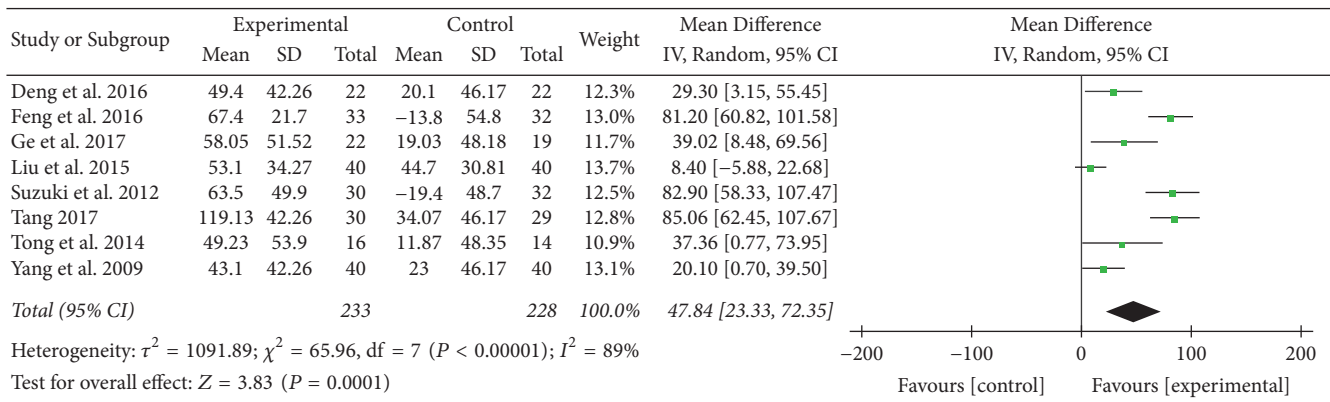 Study or Subgroup Experimental Control Weight Mean Difference Mean Difference
Mean SD Total Mean SD Total IV, Random, 95% CI IV, Random, 95% CI
Deng et al. 2016 49.4 42.26 22 20.1 46.17 22 12.3% 29.30 [3.15, 55.45]
Feng et al. 2016 67.4 21.7 33 −13.8 54.8 32 13.0% 81.20 [60.82, 101.58]
Ge et al. 2017 58.05 51.52 22 19.03 48.18 19 11.7% 39.02 [8.48, 69.56]
Liu et al. 2015 53.1 34.27 40 44.7 30.81 40 13.7% 8.40 [−5.88, 22.68]
Suzuki et al. 2012 63.5 49.9 30 −19.4 48.7 32 12.5% 82.90 [58.33, 107.47]
Tang 2017 119.13 42.26 30 34.07 46.17 29 12.8% 85.06 [62.45, 107.67]
Tong et al. 2014 49.23 53.9 16 11.87 48.35 14 10.9% 37.36 [0.77, 73.95]
Yang et al. 2009 43.1 42.26 40 23 46.17 40 13.1% 20.10 [0.70, 39.50]
Total (95% CI) 233 228 100.0% 47.84 [23.33, 72.35]
Heterogeneity: τ² = 1091.89; χ² = 65.96, df = 7 (P < 0.00001); I² = 89%
Test for overall effect: Z = 3.83 (P = 0.0001)
−200 −100 0 100 200
Favours [control] Favours [experimental]